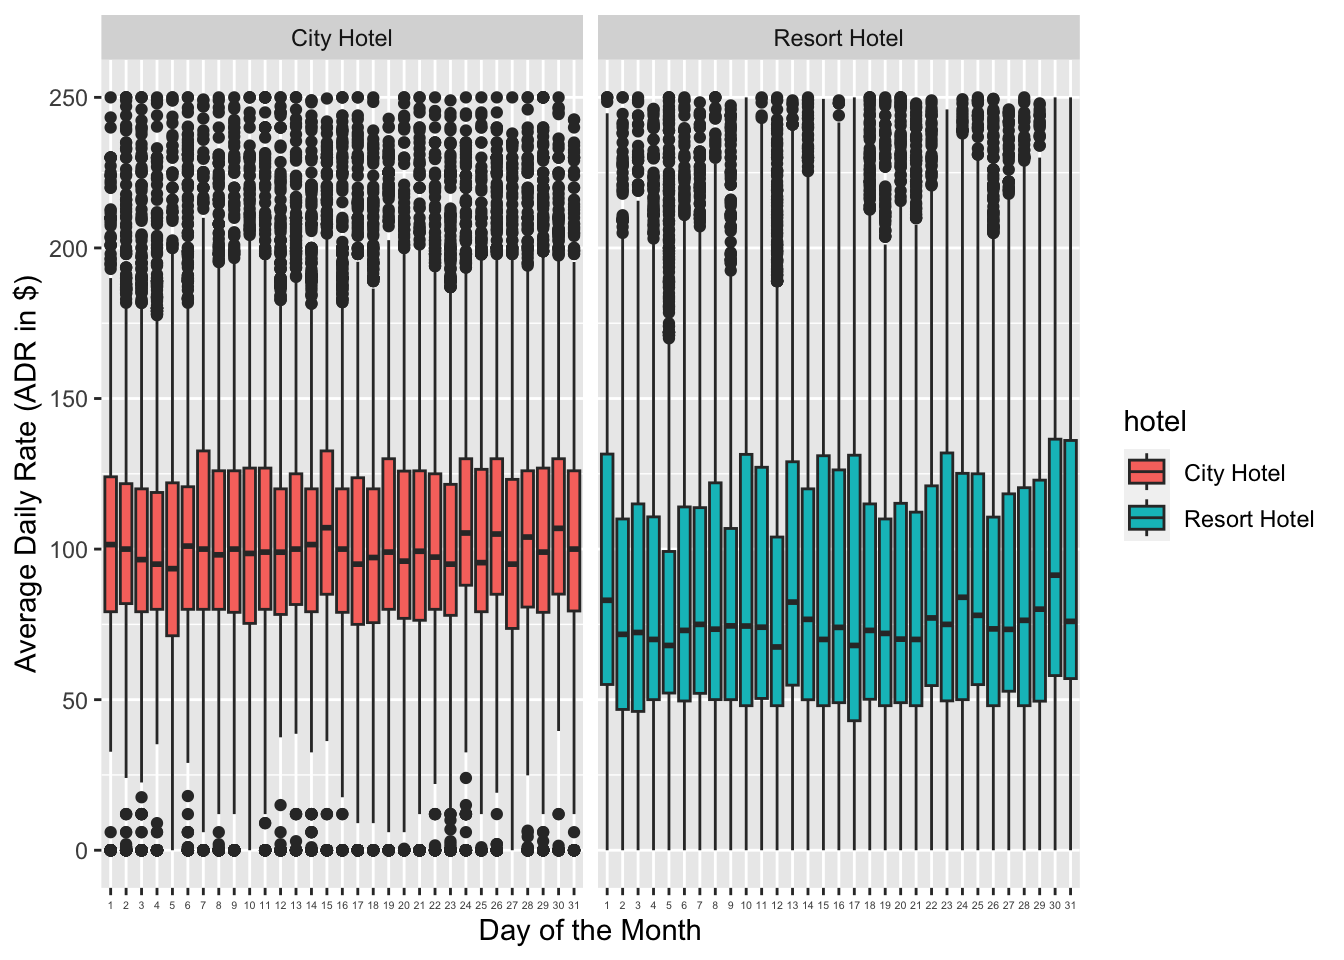 City Hotel
Resort Hotel
Average Daily Rate (ADR in $)
250
200
150
100
50
0
1 2 3 4 5 6 7 8 9 10 11 12 13 14 15 16 17 18 19 20 21 22 23 24 25 26 27 28 29 30 31
1 2 3 4 5 6 7 8 9 10 11 12 13 14 15 16 17 18 19 20 21 22 23 24 25 26 27 28 29 30 31
Day of the Month
hotel
City Hotel
Resort Hotel